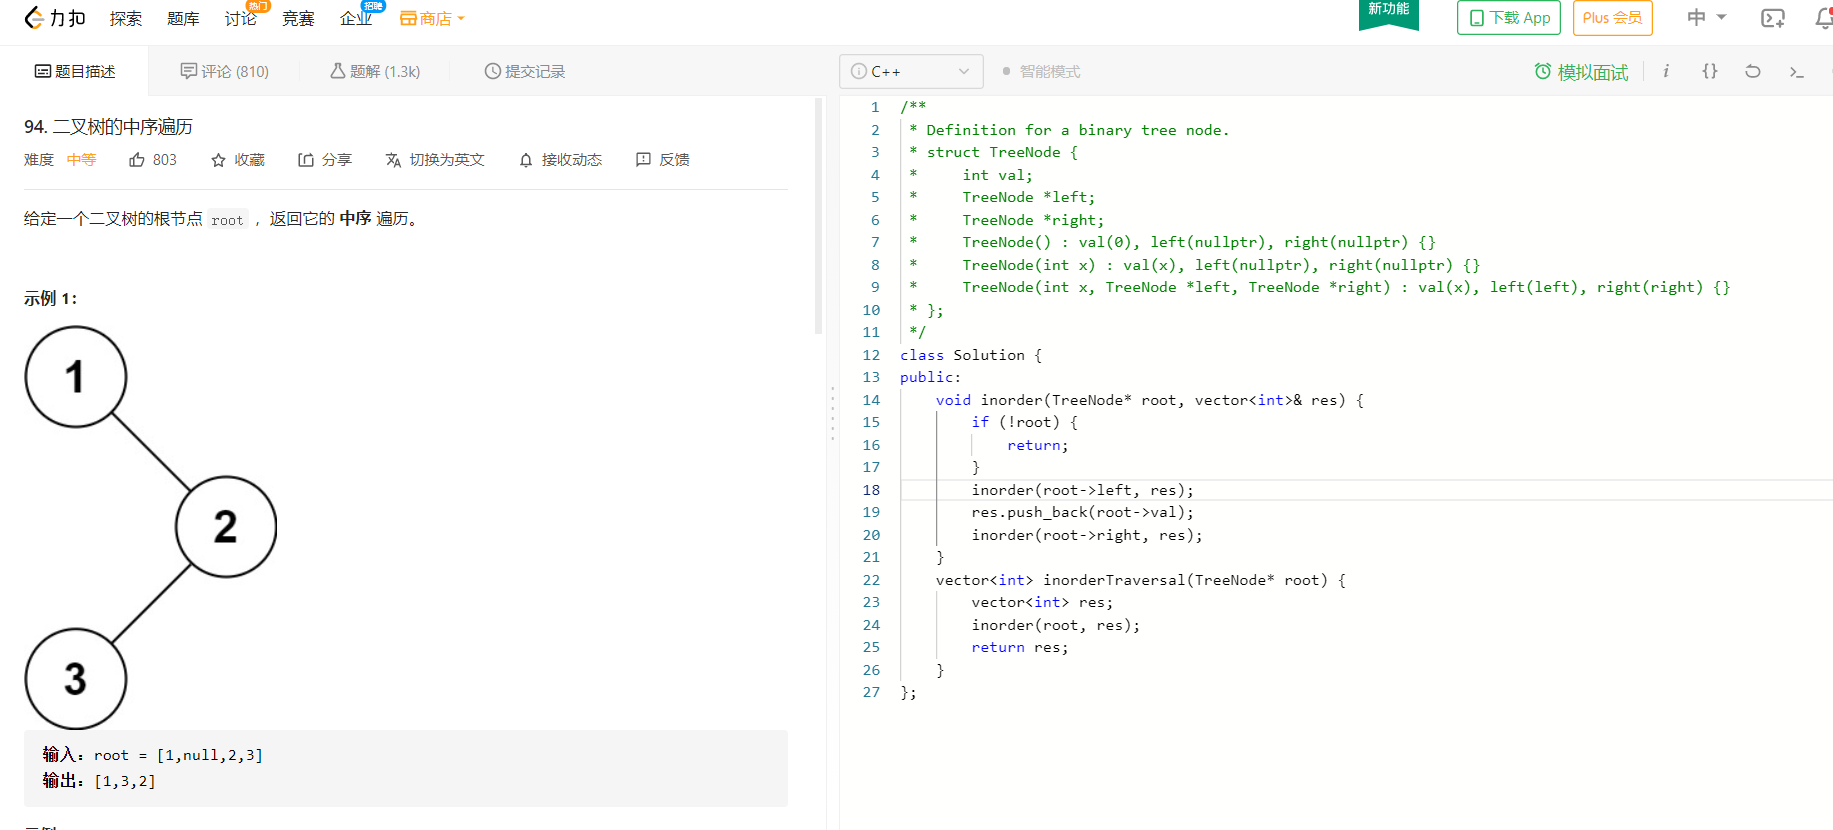 力扣 探索 题库 讨论 热门 竞赛 企业 招聘 商店 新功能 下载 App Plus 会员 中
题目描述 评论 (810) 题解 (1.3k) 提交记录
94. 二叉树的中序遍历
难度 中等 803 收藏 分享 切换为英文 接收动态 反馈
给定一个二叉树的根节点 root ，返回它的 中序 遍历。
示例 1：
1
2
3
输入：root = [1,null,2,3]
输出：[1,3,2]
C++ 智能模式 模拟面试 i {}
1 /**
2  * Definition for a binary tree node.
3  * struct TreeNode {
4  *     int val;
5  *     TreeNode *left;
6  *     TreeNode *right;
7  *     TreeNode() : val(0), left(nullptr), right(nullptr) {}
8  *     TreeNode(int x) : val(x), left(nullptr), right(nullptr) {}
9  *     TreeNode(int x, TreeNode *left, TreeNode *right) : val(x), left(left), right(right) {}
10  * };
11  */
12 class Solution {
13 public:
14     void inorder(TreeNode* root, vector<int>& res) {
15         if (!root) {
16             return;
17         }
18         inorder(root->left, res);
19         res.push_back(root->val);
20         inorder(root->right, res);
21     }
22     vector<int> inorderTraversal(TreeNode* root) {
23         vector<int> res;
24         inorder(root, res);
25         return res;
26     }
27 };